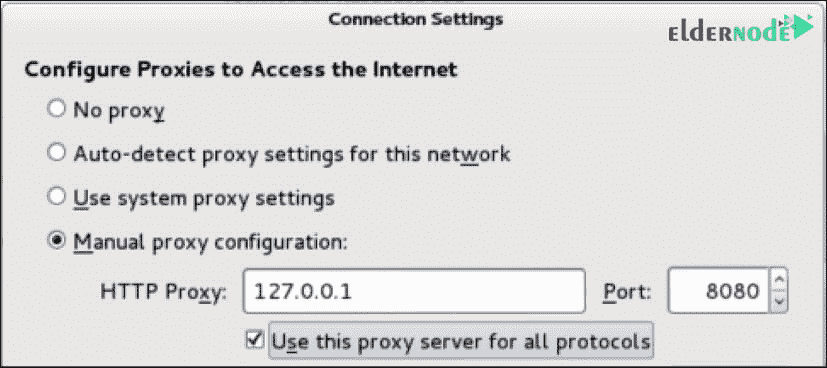 Connection Settings
ELDERNODE
Configure Proxies to Access the Internet
No proxy
Auto-detect proxy settings for this network
Use system proxy settings
Manual proxy configuration:
HTTP Proxy: 127.0.0.1 Port: 8080
Use this proxy server for all protocols